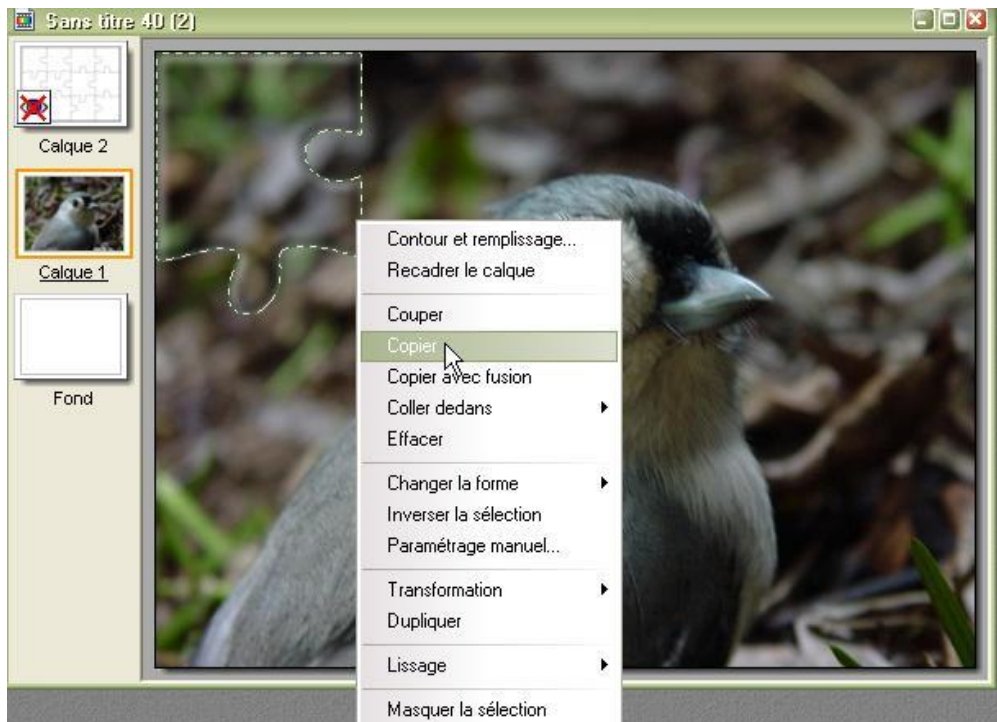 Sans titre 40 (2)
Calque 2
Calque 1
Fond
Contour et remplissage...
Recadrer le calque
Couper
Copier
Copier avec fusion
Coller dedans
Effacer
Changer la forme
Inverser la sélection
Paramétrage manuel...
Transformation
Dupliquer
Lissage
Masquer la sélection